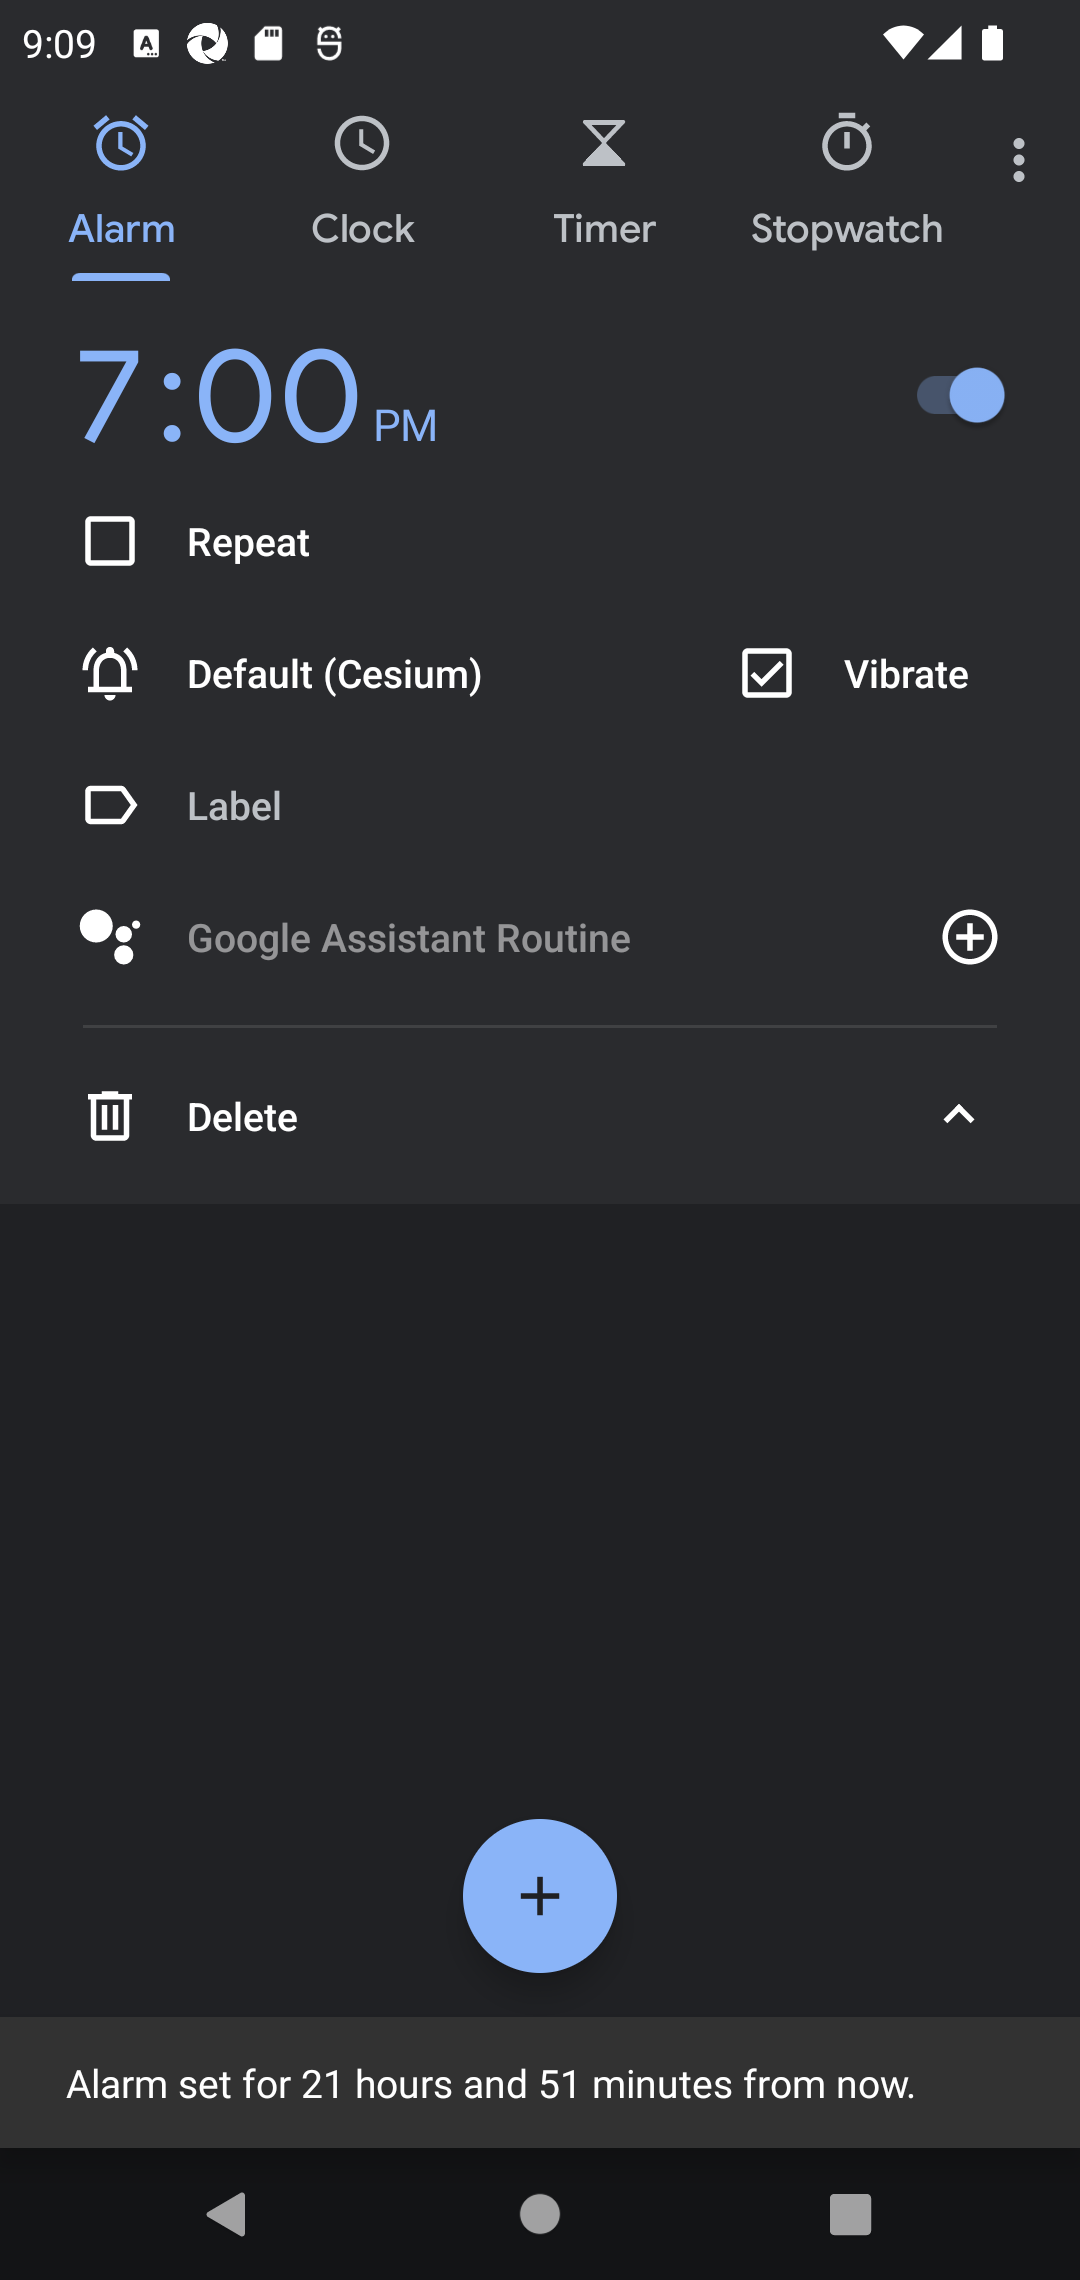 9:09
Alarm
Clock
Timer
Stopwatch
7:00 PM
Repeat
Default (Cesium)
Vibrate
Label
Google Assistant Routine
Delete
Alarm set for 21 hours and 51 minutes from now.